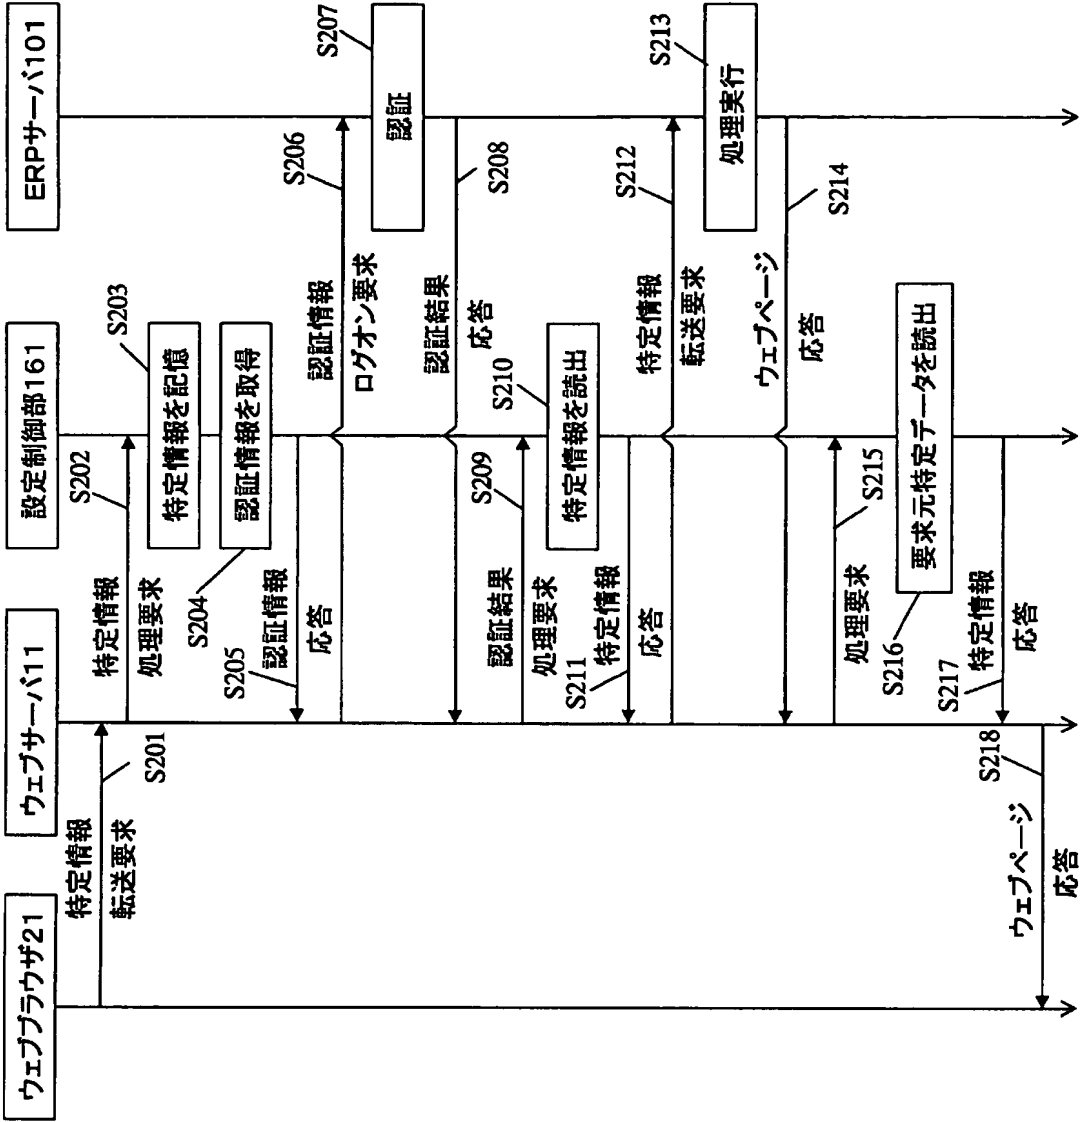 ウェブブラウザ21
ウェブサーバ11
設定制御部161
ERPサーバ101
特定情報
転送要求
S201
特定情報
処理要求
S202
特定情報を記憶
S203
認証情報を取得
S204
認証情報
応答
S205
認証情報
ログオン要求
S206
認証
S207
認証結果
応答
S208
認証結果
処理要求
S209
特定情報を読出
S210
特定情報
応答
S211
特定情報
転送要求
S212
処理実行
S213
ウェブページ
応答
S214
処理要求
S215
要求元特定データを読出
S216
特定情報
応答
S217
ウェブページ
応答
S218